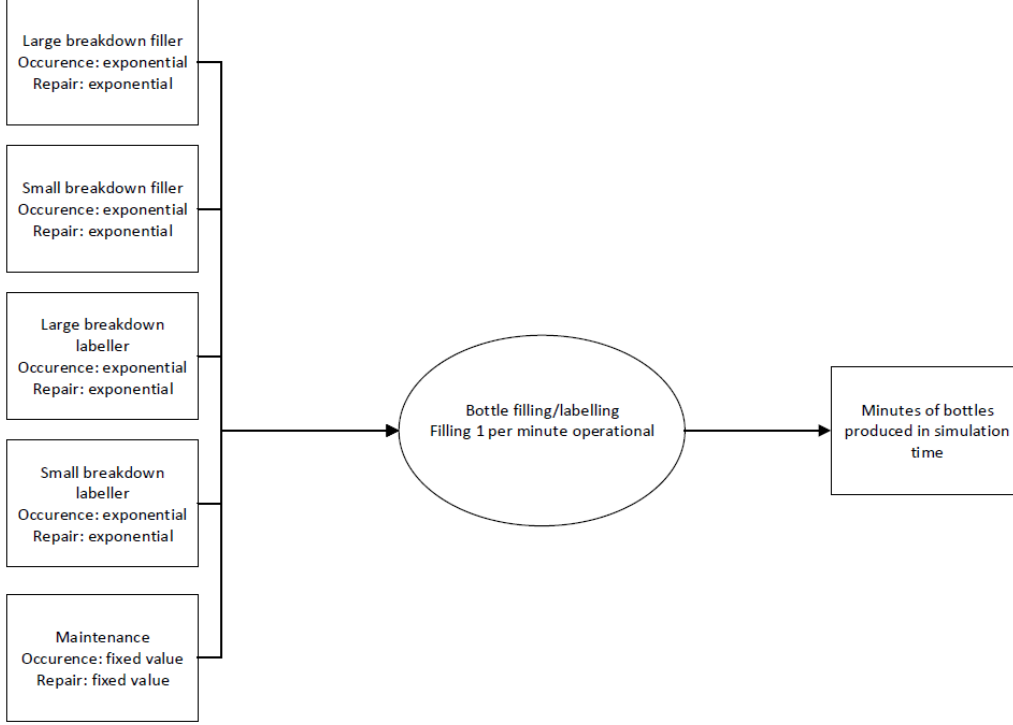 Large breakdown filler
Occurence: exponential
Repair: exponential
Small breakdown filler
Occurence: exponential
Repair: exponential
Large breakdown
labeller
Occurence: exponential
Repair: exponential
Small breakdown
labeller
Occurence: exponential
Repair: exponential
Maintenance
Occurence: fixed value
Repair: fixed value
Bottle filling/labelling
Filling 1 per minute operational
Minutes of bottles
produced in simulation
time